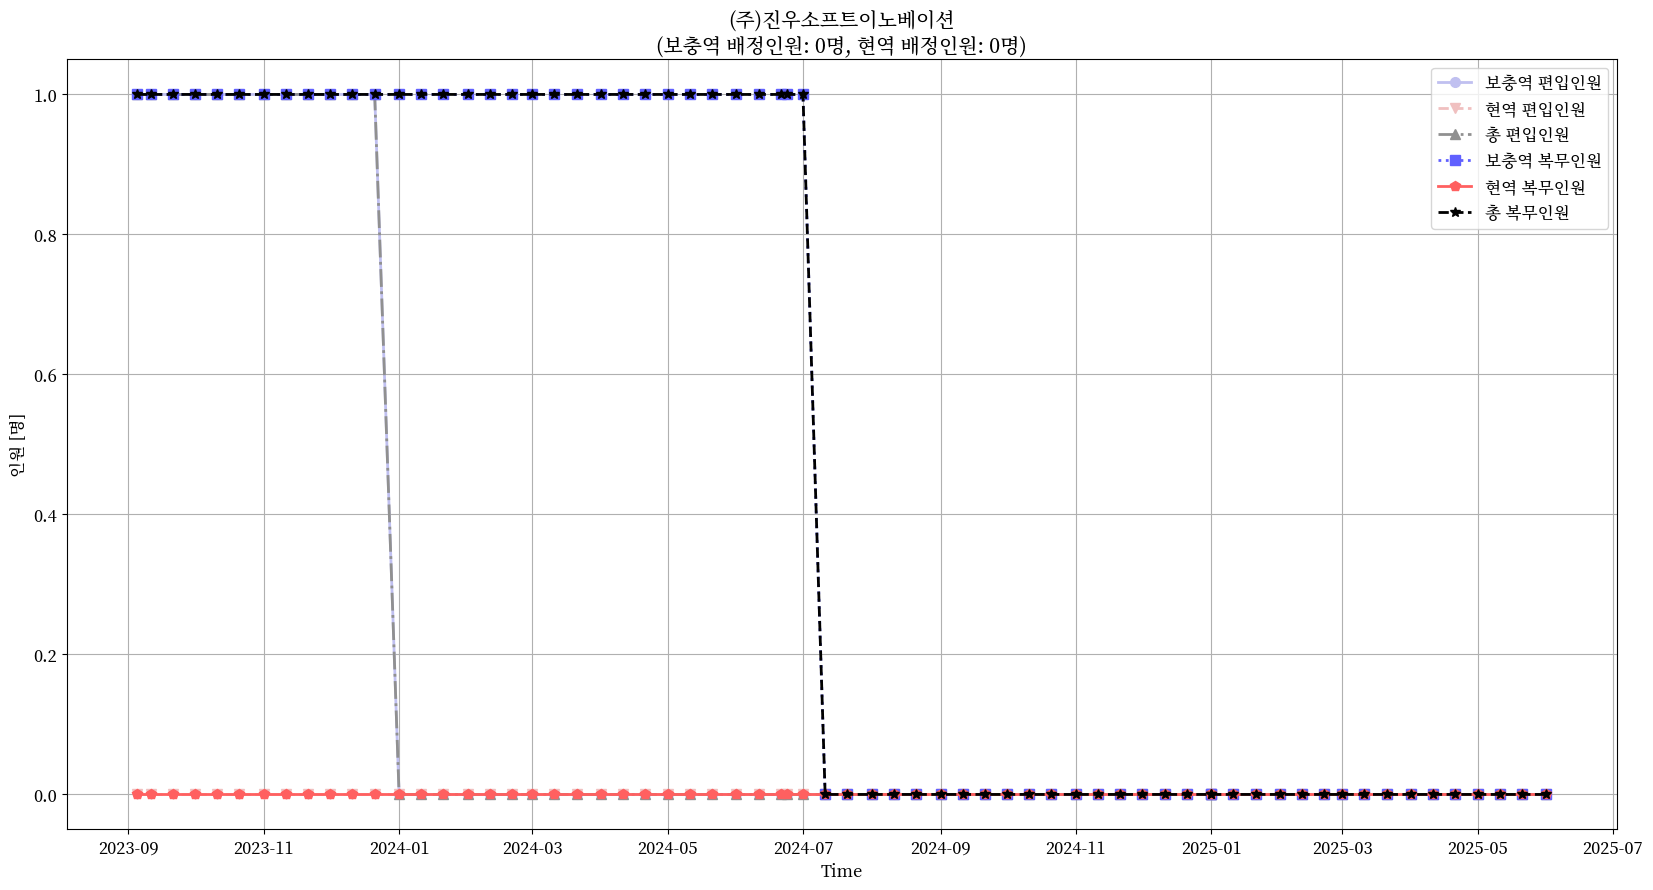 (주)진우소프트이노베이션
(보충역 배정인원: 0명, 현역 배정인원: 0명)
보충역 편입인원
현역 편입인원
총 편입인원
보충역 복무인원
현역 복무인원
총 복무인원
1.0
0.8
0.6
0.4
0.2
0.0
인원 [명]
2023-09
2023-11
2024-01
2024-03
2024-05
2024-07
2024-09
2024-11
2025-01
2025-03
2025-05
2025-07
Time